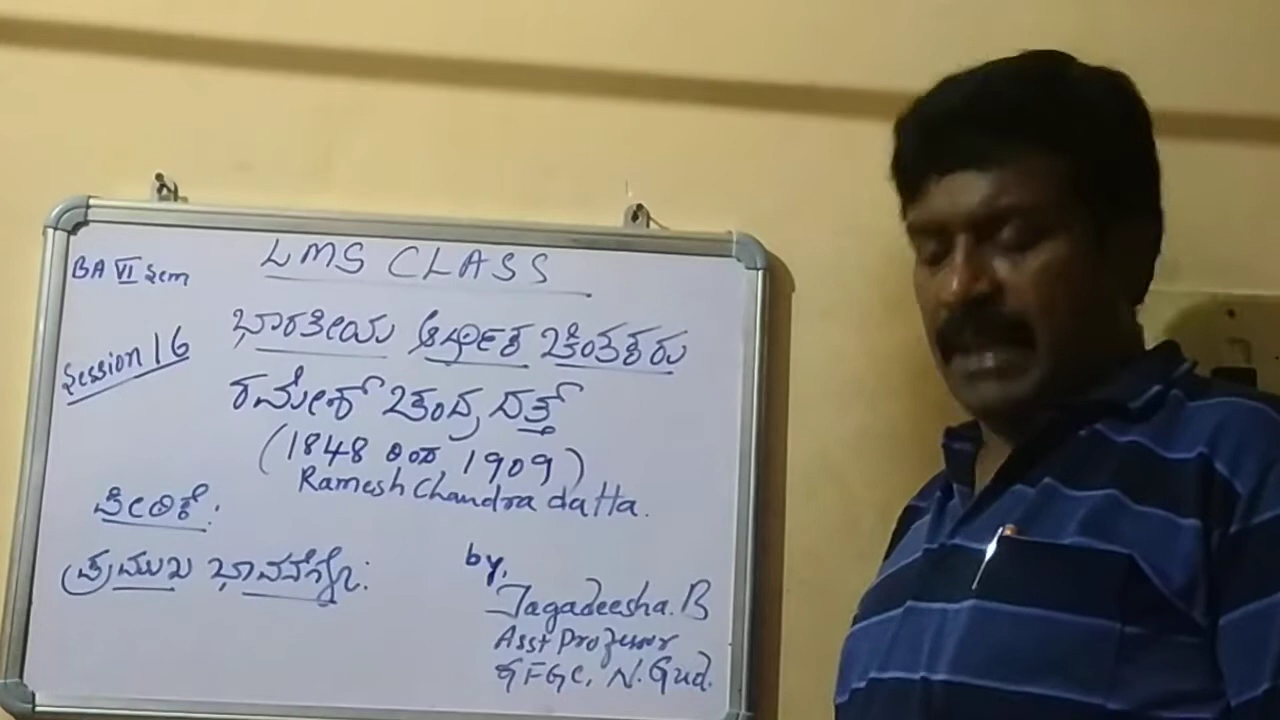 LMS CLASS
BA VI Sem
ಭಾರತೀಯ ಆರ್ಥಿಕ ಚಿಂತಕರು
Session 16
ರಮೇಶ್ ಚಂದ್ರ ದತ್ತ್
(1848 ರಿಂದ 1909)
Ramesh Chandra datta.
ಪೀಠಿಕೆ:
ಪ್ರಮುಖ ಭಾವನೆಗಳು:
by,
Jagadeesha. B
Asst Professor
GFGC, N.Gud.